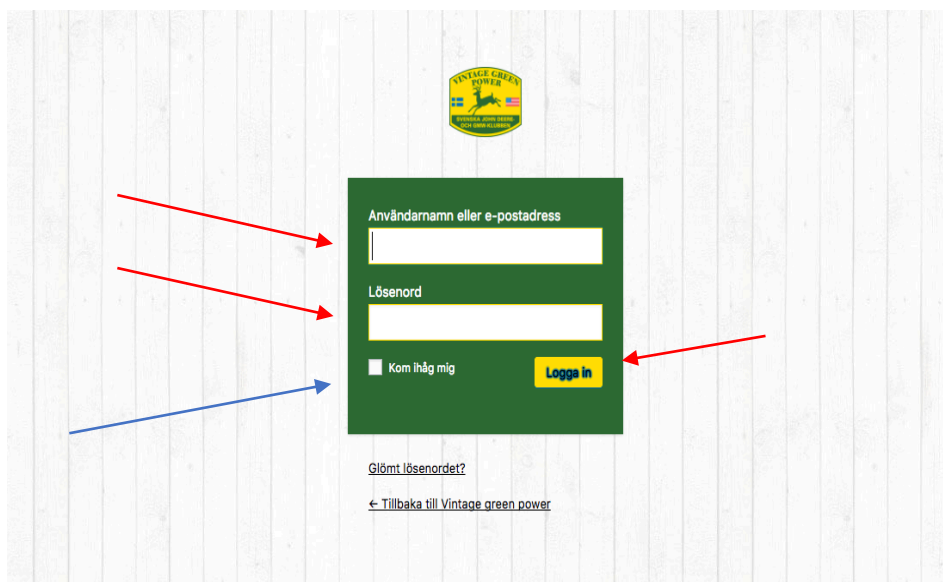 VINTAGE GREEN
POWER
SVENSKA JOHN DEERE
OCH GMW-KLUBBEN
Användarnamn eller e-postadress
Lösenord
Kom ihåg mig
Logga in
Glömt lösenordet?
← Tillbaka till Vintage green power